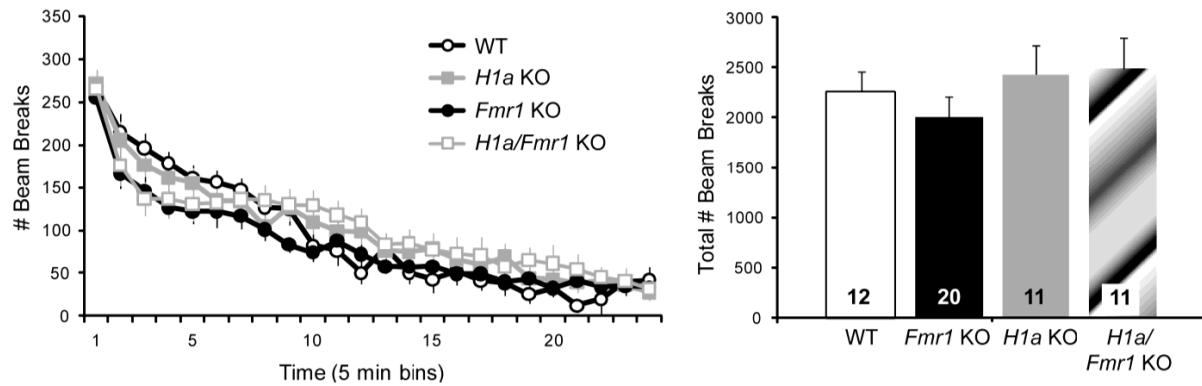 350
300
250
200
150
100
50
0
# Beam Breaks
1 5 10 15 20
Time (5 min bins)
WT
H1a KO
Fmr1 KO
H1a/Fmr1 KO
3000
2500
2000
1500
1000
500
0
Total # Beam Breaks
12 20 11 11
WT Fmr1 KO H1a KO H1a/
Fmr1 KO